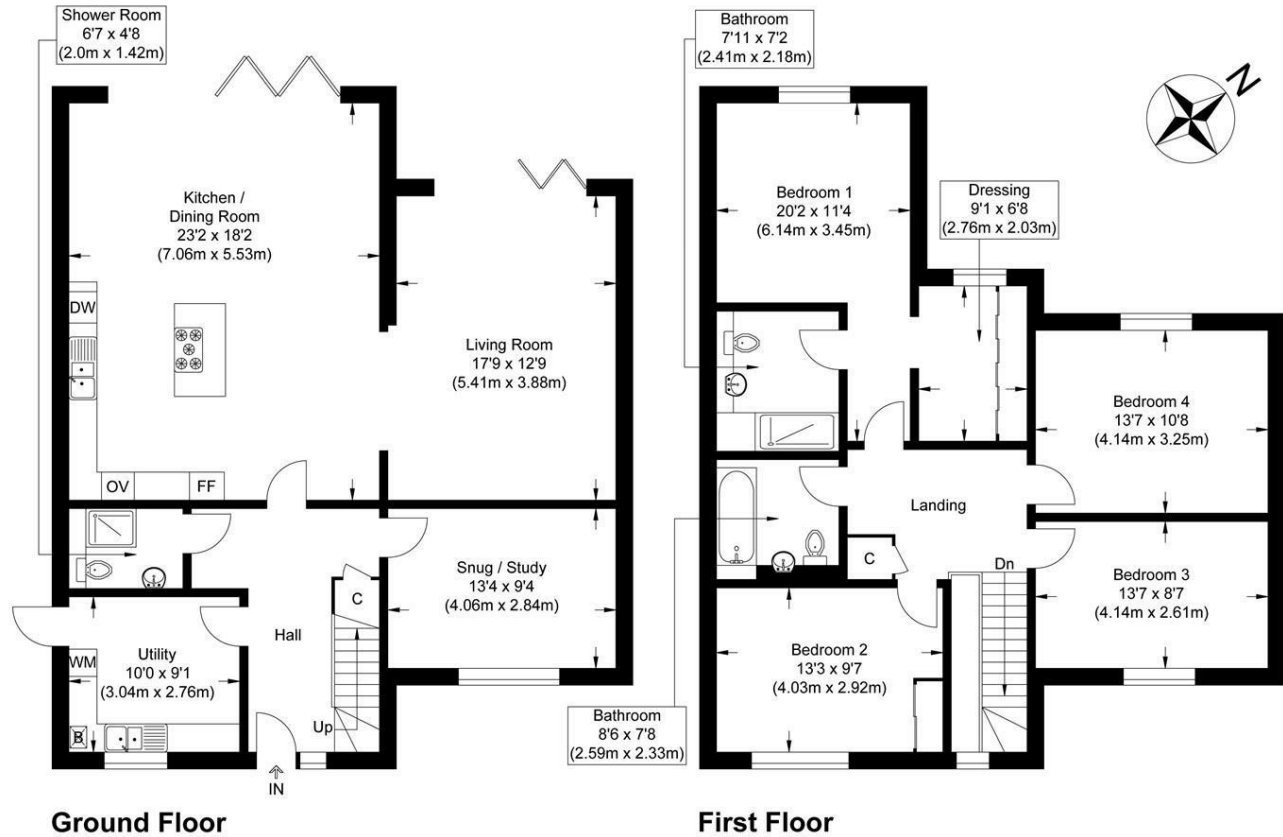 Shower Room
6'7 x 4'8
(2.0m x 1.42m)
Kitchen /
Dining Room
23'2 x 18'2
(7.06m x 5.53m)
DW
Living Room
17'9 x 12'9
(5.41m x 3.88m)
OV
FF
Snug / Study
13'4 x 9'4
(4.06m x 2.84m)
C
Hall
Utility
10'0 x 9'1
(3.04m x 2.76m)
WM
B
Up
IN
Ground Floor
Bathroom
7'11 x 7'2
(2.41m x 2.18m)
N
Bedroom 1
20'2 x 11'4
(6.14m x 3.45m)
Dressing
9'1 x 6'8
(2.76m x 2.03m)
Bedroom 4
13'7 x 10'8
(4.14m x 3.25m)
Landing
C
Dn
Bedroom 3
13'7 x 8'7
(4.14m x 2.61m)
Bedroom 2
13'3 x 9'7
(4.03m x 2.92m)
Bathroom
8'6 x 7'8
(2.59m x 2.33m)
First Floor